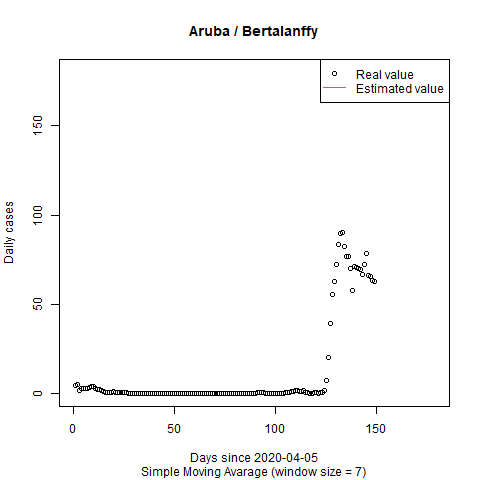 Aruba / Bertalanffy
Real value
Estimated value
Daily cases
0
50
100
150
0
50
100
150
Days since 2020-04-05
Simple Moving Avarage (window size = 7)